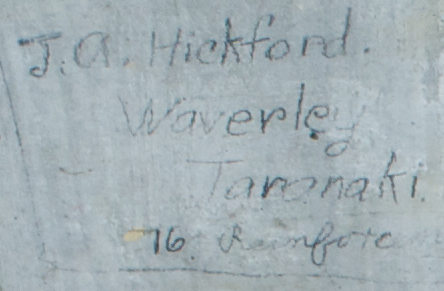 J. A. Hickford.
Waverley
Taranaki.
16. Reinforce